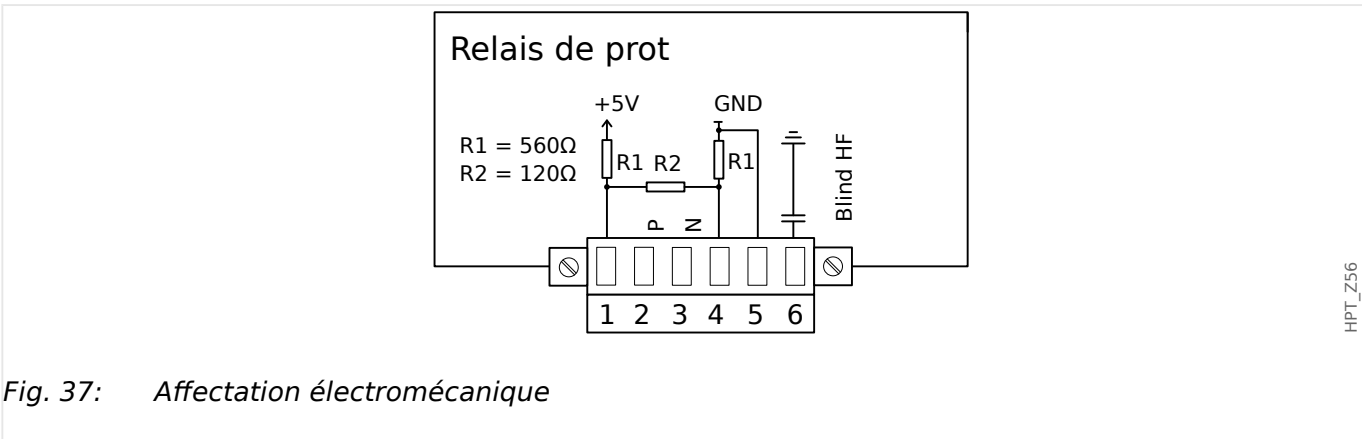 Relais de prot
+5V GND
R1 = 560Ω
R2 = 120Ω
R1 R2 R1
Blind HF
P N
1 2 3 4 5 6
HPT_Z56
Fig. 37: Affectation électromécanique